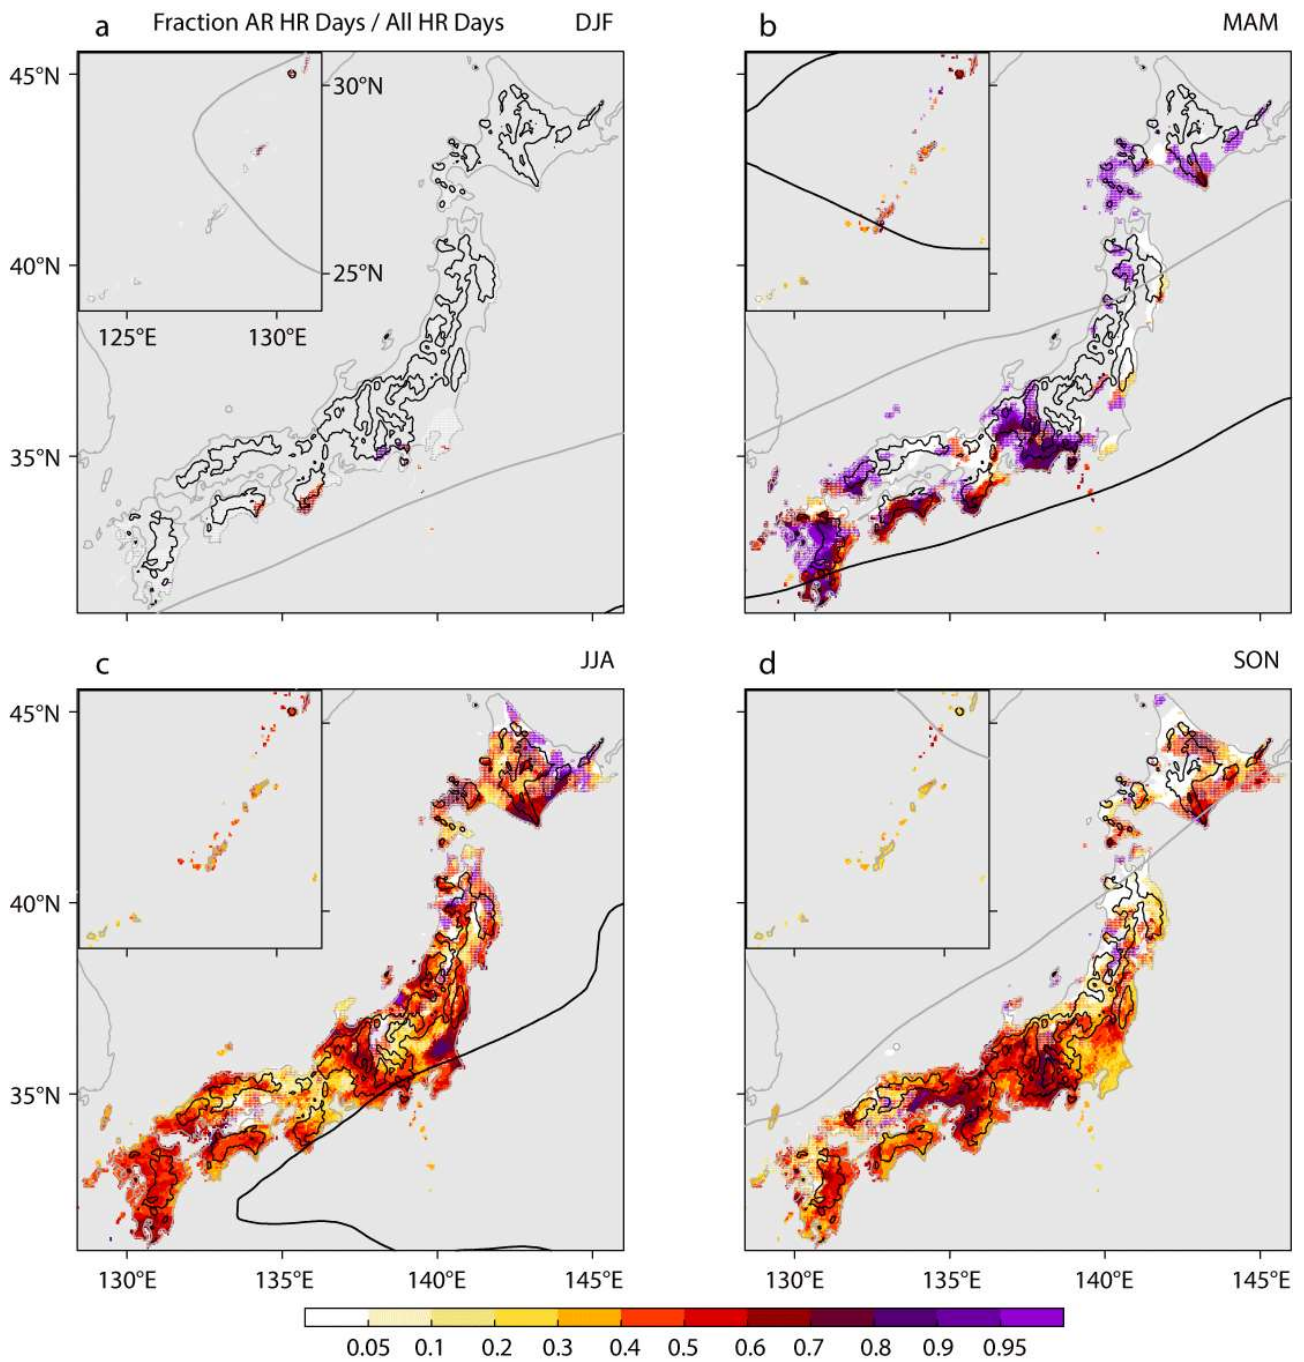 a Fraction AR HR Days / All HR Days DJF
b MAM
45°N
30°N
40°N
25°N
125°E 130°E
35°N
c JJA
d SON
45°N
40°N
35°N
130°E 135°E 140°E 145°E
130°E 135°E 140°E 145°E
0.05 0.1 0.2 0.3 0.4 0.5 0.6 0.7 0.8 0.9 0.95